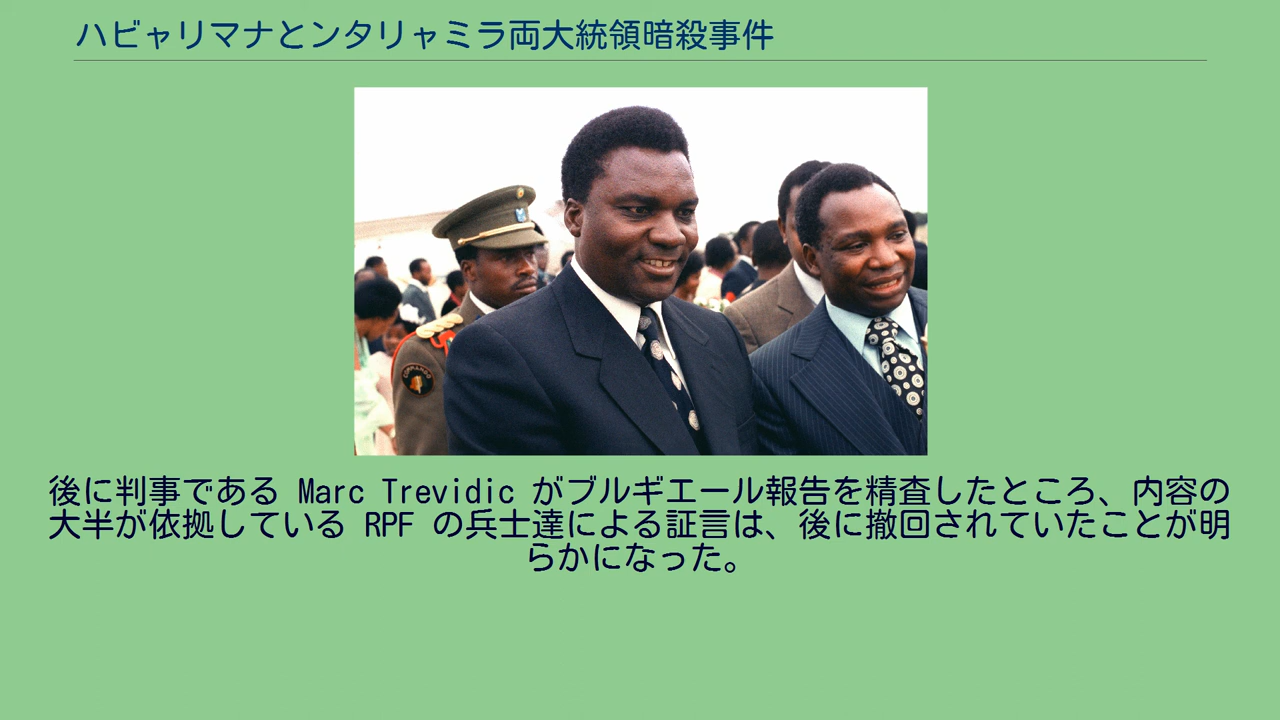 ハビャリマナとンタリャミラ両大統領暗殺事件
COMMANDO
後に判事である Marc Trevidic がブルギエール報告を精査したところ、内容の
大半が依拠している RPF の兵士達による証言は、後に撤回されていたことが明
らかになった。